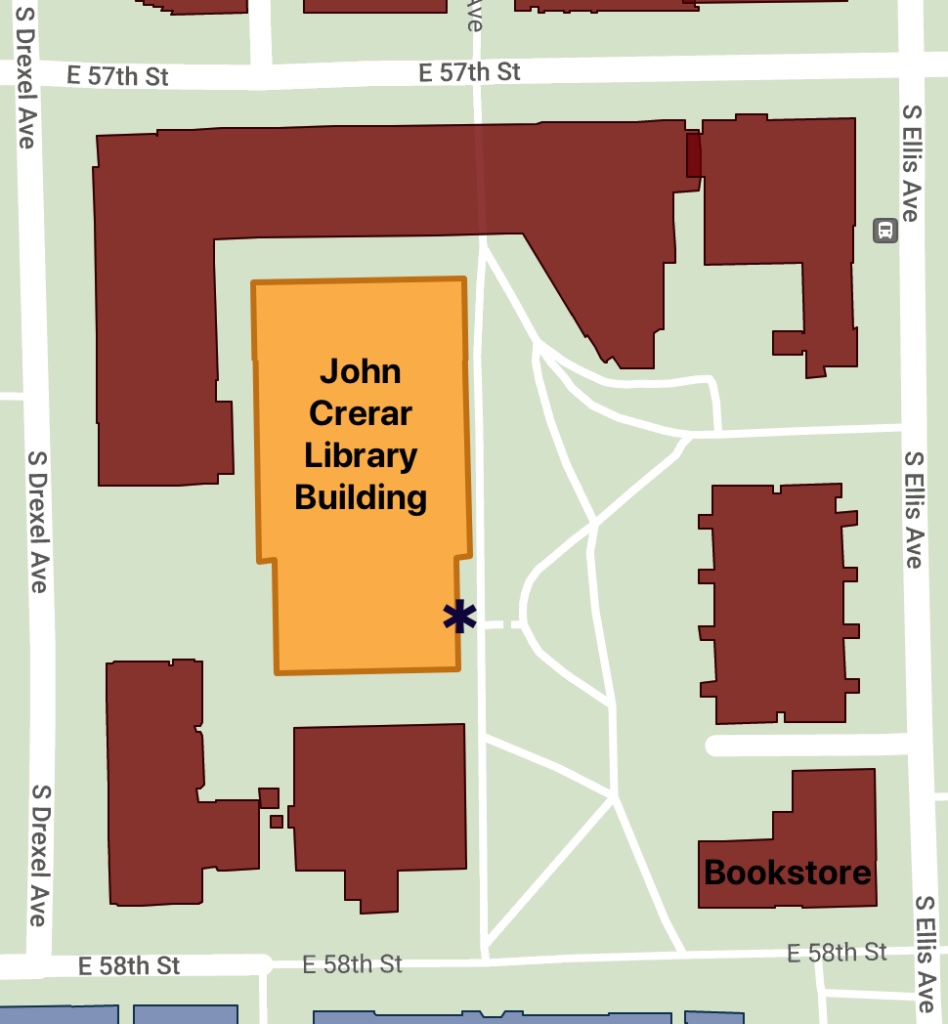 S Drexel Ave
Ave
E 57th St
E 57th St
S Ellis Ave
John
Crerar
Library
Building
S Drexel Ave
S Ellis Ave
*
S Drexel Ave
Bookstore
S Ellis Ave
E 58th St
E 58th St
E 58th St